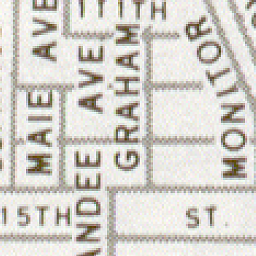 11TH
MAIE AVE
ANDEE AVE
GRAHAM
MONITOR
15TH ST.